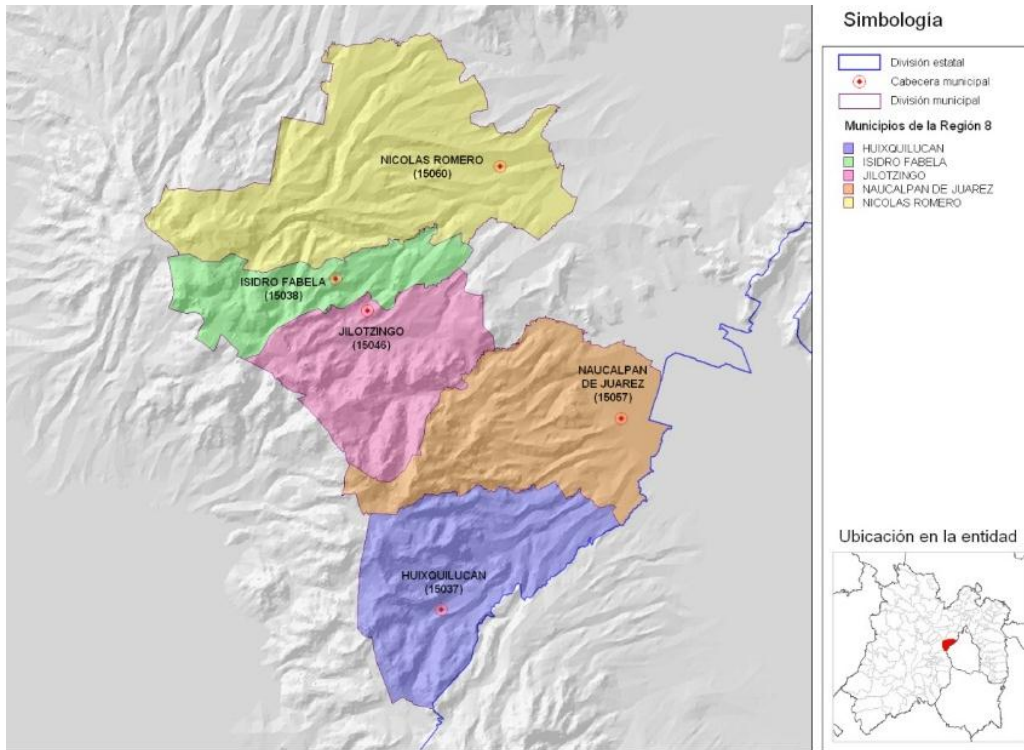 NICOLAS ROMERO
(15060)
ISIDRO FABELA
(15038)
JILOTZINGO
(15046)
NAUCALPAN
DE JUAREZ
(15057)
HUIXQUILUCAN
(15037)
Simbología
División estatal
Cabecera municipal
División municipal
Municipios de la Región 8
HUIXQUILUCAN
ISIDRO FABELA
JILOTZINGO
NAUCALPAN DE JUAREZ
NICOLAS ROMERO
Ubicación en la entidad